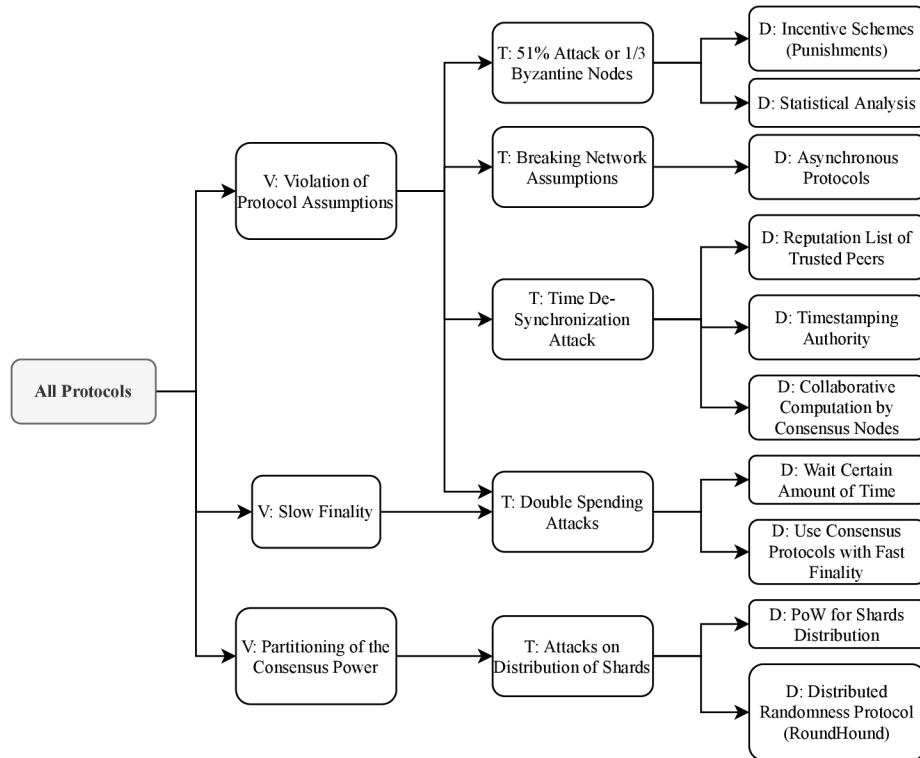 All Protocols
V: Violation of
Protocol Assumptions
V: Slow Finality
V: Partitioning of the
Consensus Power
T: 51% Attack or 1/3
Byzantine Nodes
T: Breaking Network
Assumptions
T: Time De-
Synchronization
Attack
T: Double Spending
Attacks
T: Attacks on
Distribution of Shards
D: Incentive Schemes
(Punishments)
D: Statistical Analysis
D: Asynchronous
Protocols
D: Reputation List of
Trusted Peers
D: Timestamping
Authority
D: Collaborative
Computation by
Consensus Nodes
D: Wait Certain
Amount of Time
D: Use Consensus
Protocols with Fast
Finality
D: PoW for Shards
Distribution
D: Distributed
Randomness Protocol
(RoundHound)